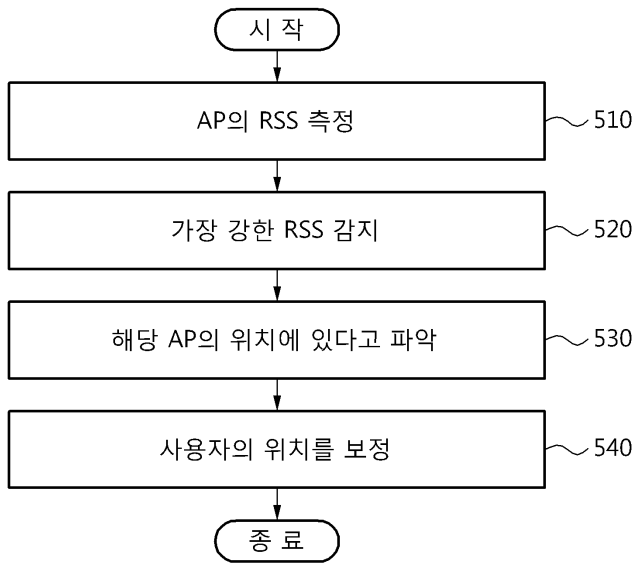 시 작
AP의 RSS 측정
510
가장 강한 RSS 감지
520
해당 AP의 위치에 있다고 파악
530
사용자의 위치를 보정
540
종 료